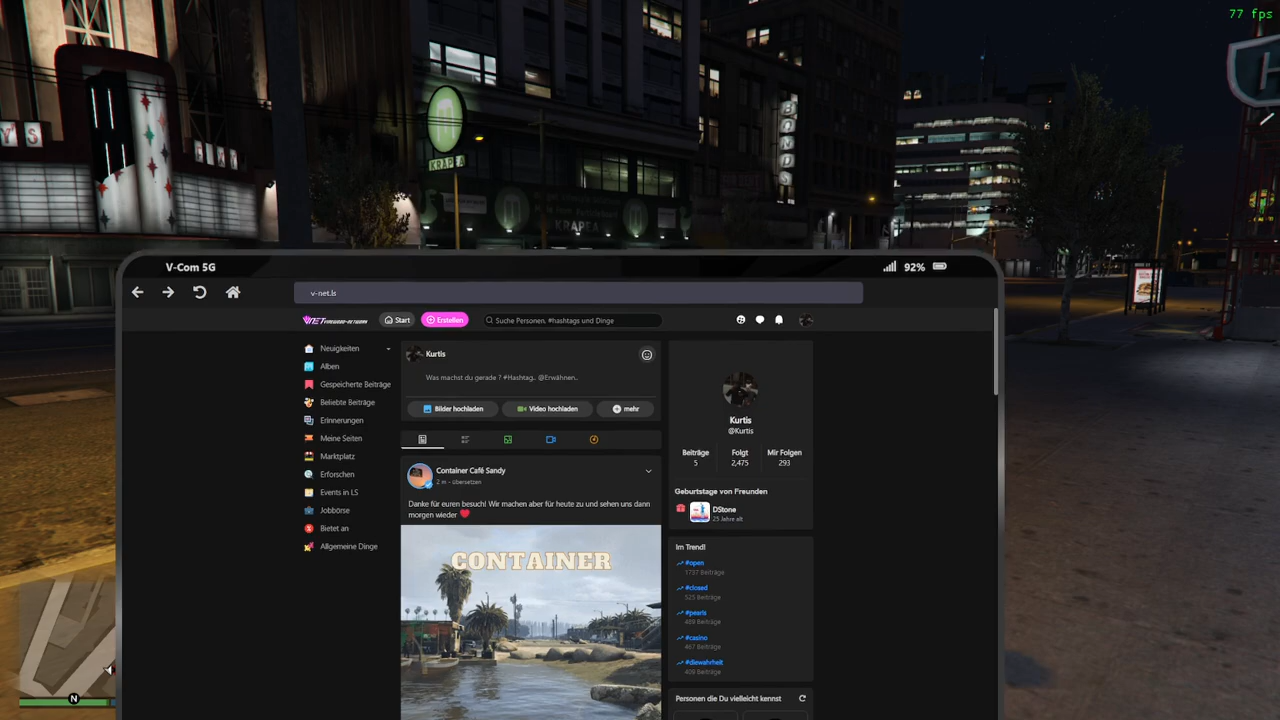 77 fps
KRAPEA
BONDS
KRAPEA
V-Com 5G
92%
v-net.ls
Start
Erstellen
Suche Personen, #hashtags und Dinge
Neuigkeiten
Alben
Gespeicherte Beiträge
Beliebte Beiträge
Erinnerungen
Meine Seiten
Marktplatz
Erforschen
Events in LS
Jobbörse
Bietet an
Allgemeine Dinge
Kurtis
Was machst du gerade ? #Hashtag.. @Erwähnen..
Bilder hochladen
Video hochladen
mehr
Container Café Sandy
2 m - übersetzen
Danke für euren besuch! Wir machen aber für heute zu und sehen uns dann
morgen wieder ❤️
CONTAINER
Kurtis
@Kurtis
Beiträge
5
Folgt
2,475
Mir Folgen
293
Geburtstage von Freunden
DStone
25 Jahre alt
Im Trend!
#open
1737 Beiträge
#closed
525 Beiträge
#pearls
489 Beiträge
#casino
467 Beiträge
#diewahrheit
409 Beiträge
Personen die Du vielleicht kennst
N